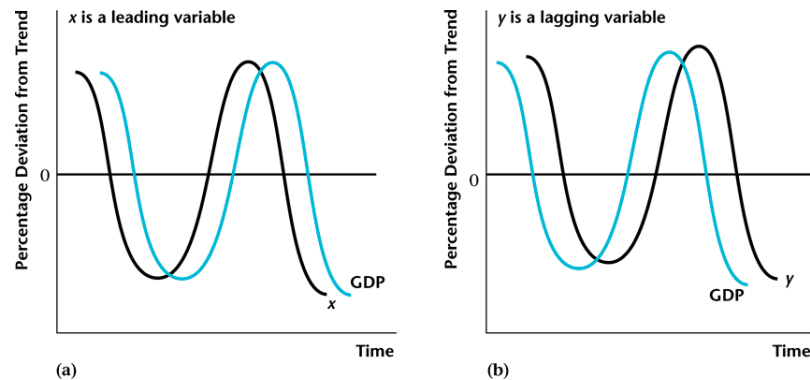 x is a leading variable
Percentage Deviation from Trend
0
GDP
x
Time
(a)
y is a lagging variable
Percentage Deviation from Trend
0
y
GDP
Time
(b)